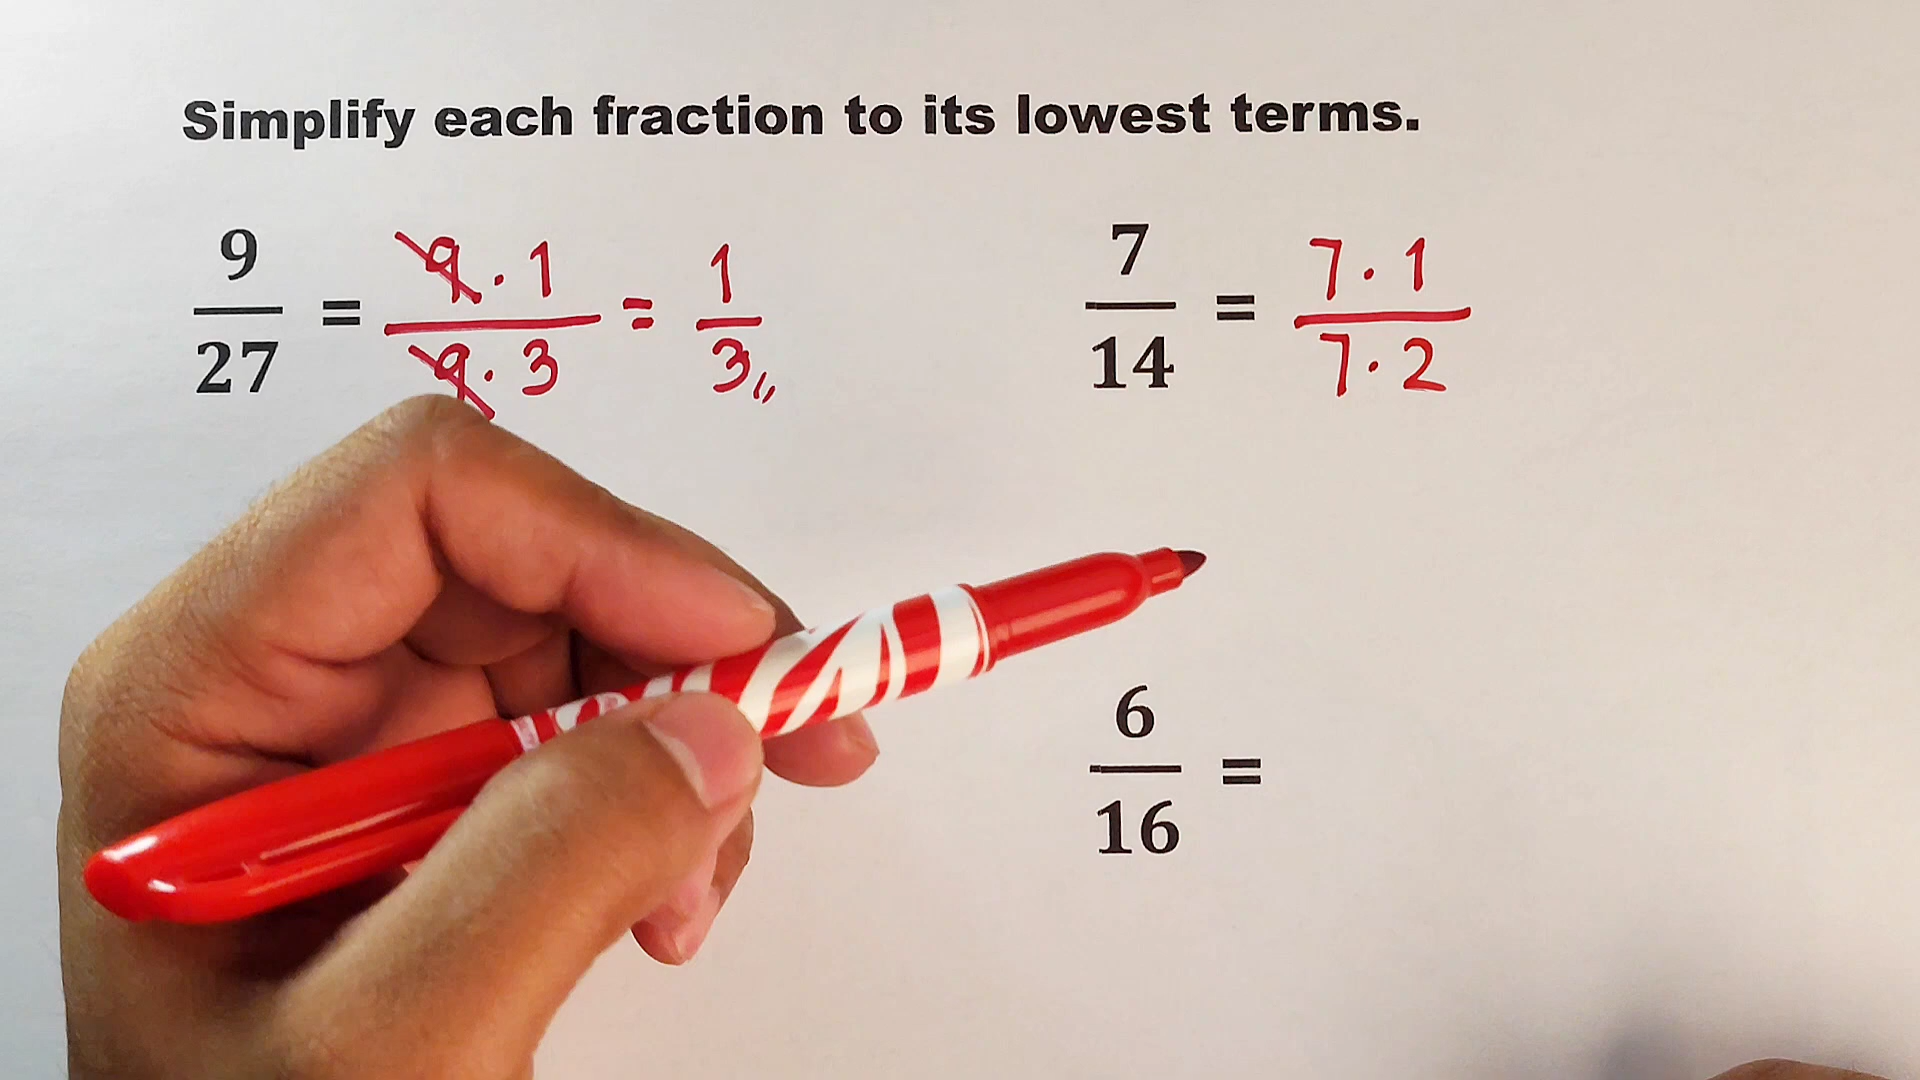 Simplify each fraction to its lowest terms.
9/27 = 9·1/9·3 = 1/3,,
7/14 = 7·1/7·2
6/16 =